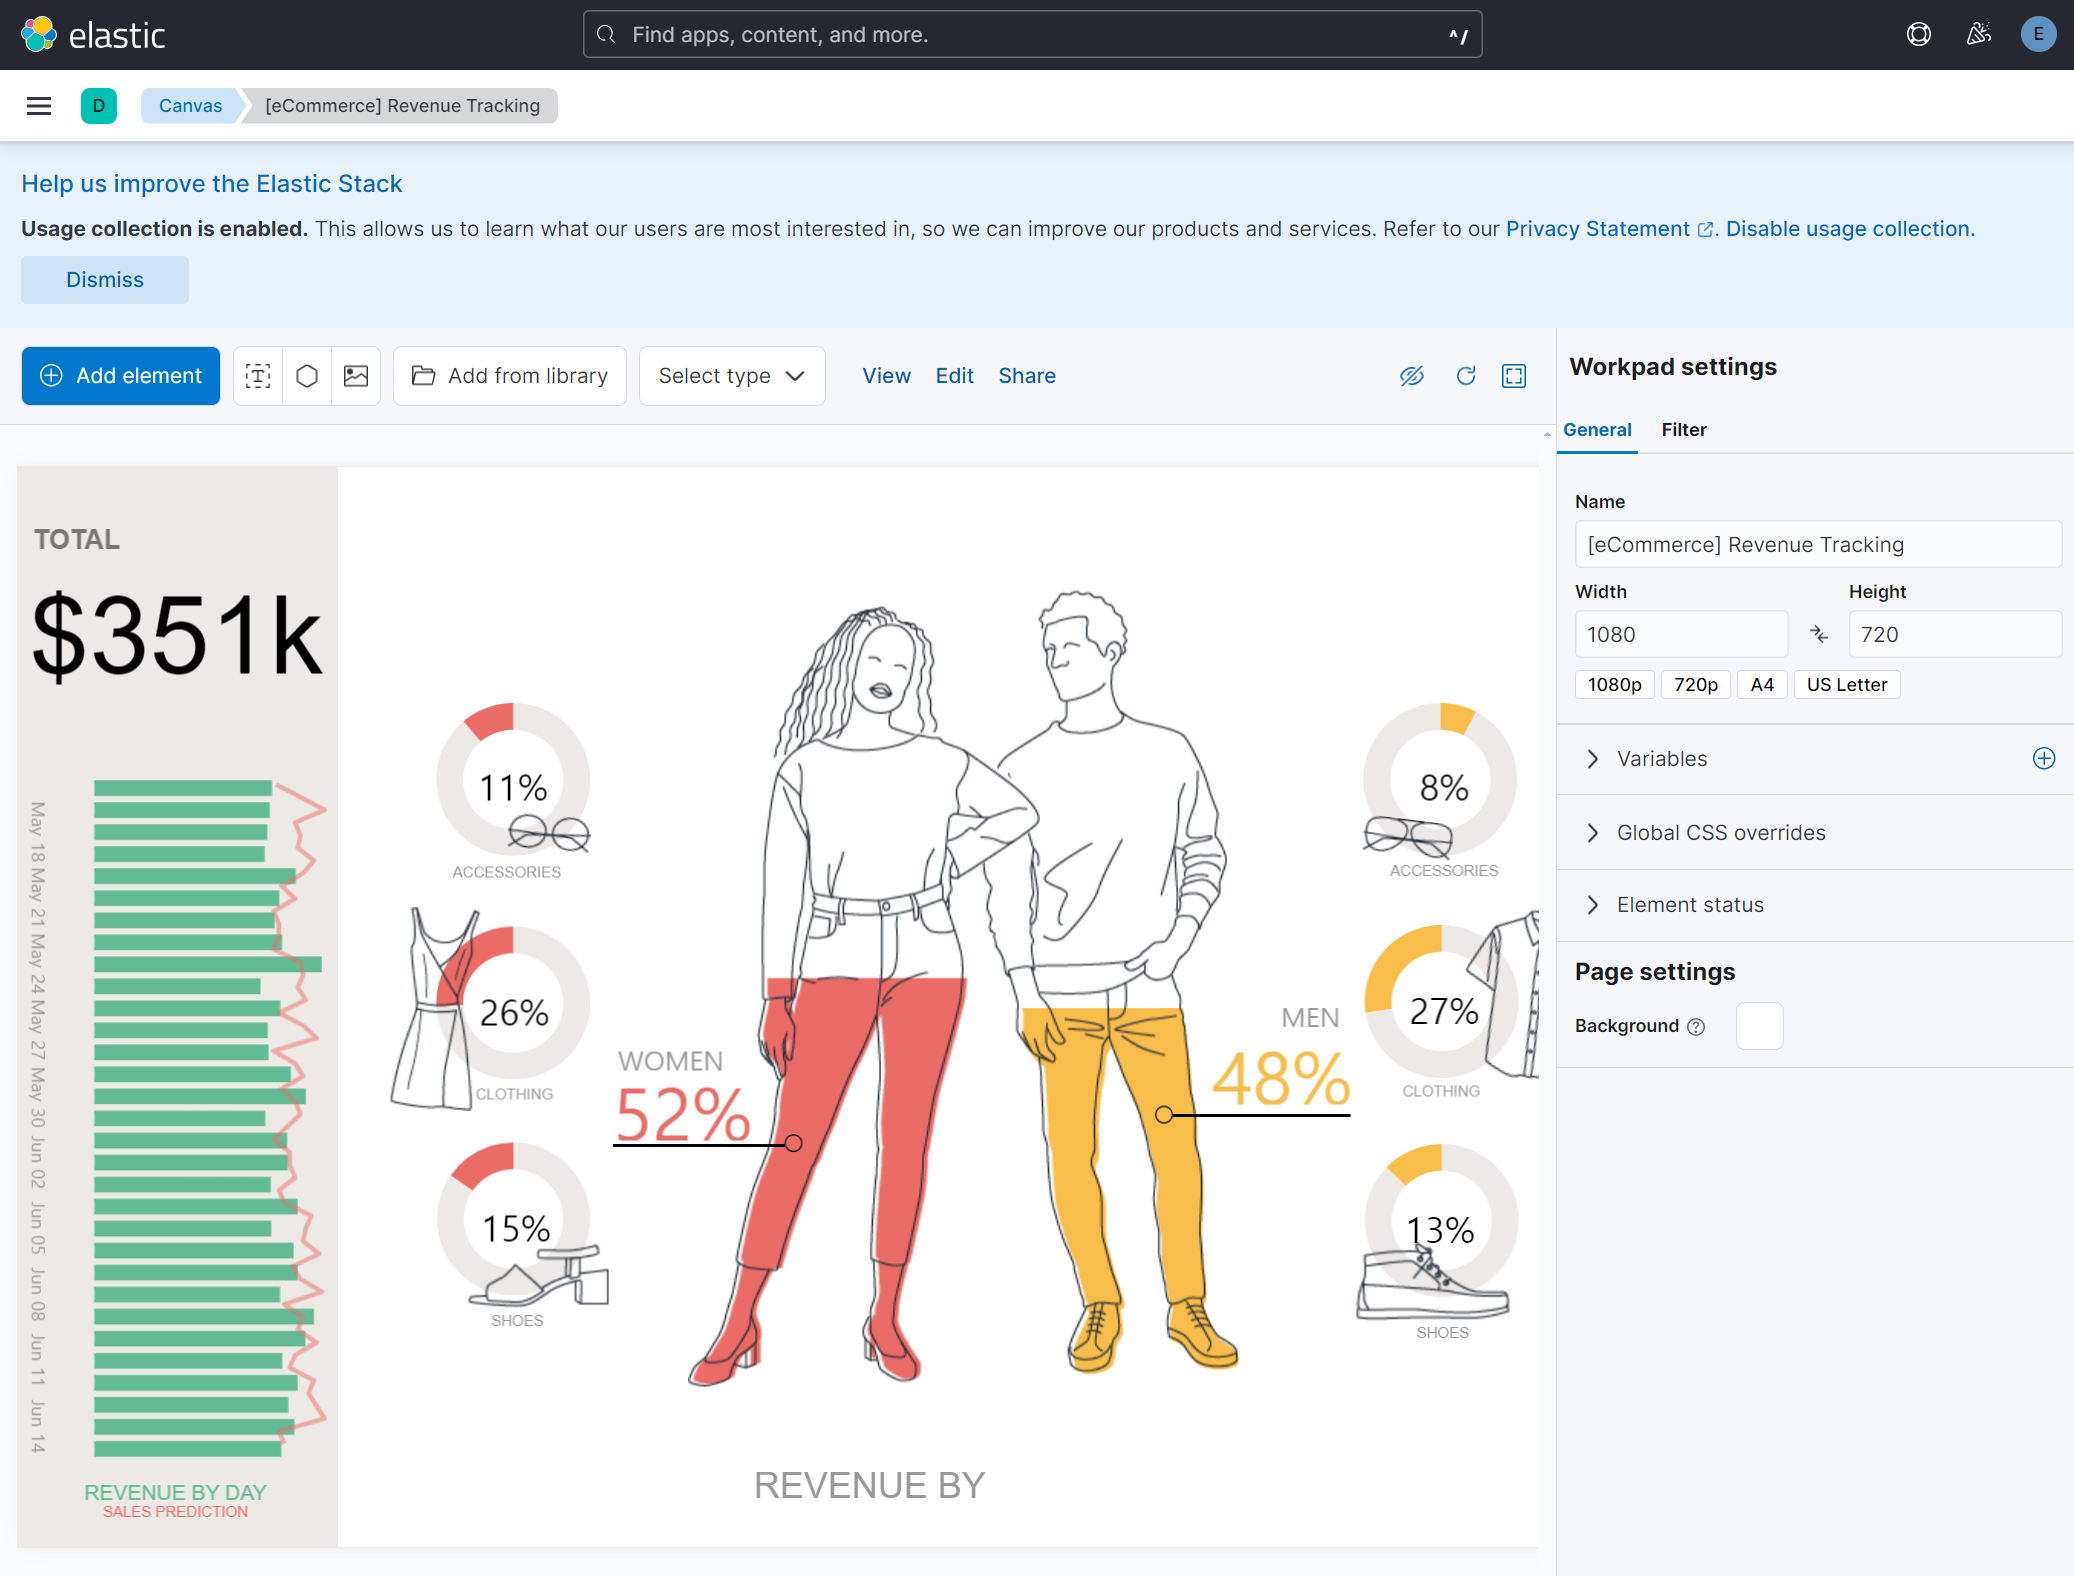 elastic
Find apps, content, and more.
^/
E
D
Canvas
[eCommerce] Revenue Tracking
Help us improve the Elastic Stack
Usage collection is enabled. This allows us to learn what our users are most interested in, so we can improve our products and services. Refer to our Privacy Statement. Disable usage collection.
Dismiss
Add element
Add from library
Select type
View
Edit
Share
TOTAL
$351k
May 18
May 21
May 24
May 27
May 30
Jun 02
Jun 05
Jun 08
Jun 11
Jun 14
REVENUE BY DAY
SALES PREDICTION
11%
ACCESSORIES
26%
CLOTHING
15%
SHOES
WOMEN
52%
MEN
48%
8%
ACCESSORIES
27%
CLOTHING
13%
SHOES
REVENUE BY
Workpad settings
General
Filter
Name
[eCommerce] Revenue Tracking
Width
Height
1080
720
1080p
720p
A4
US Letter
Variables
Global CSS overrides
Element status
Page settings
Background